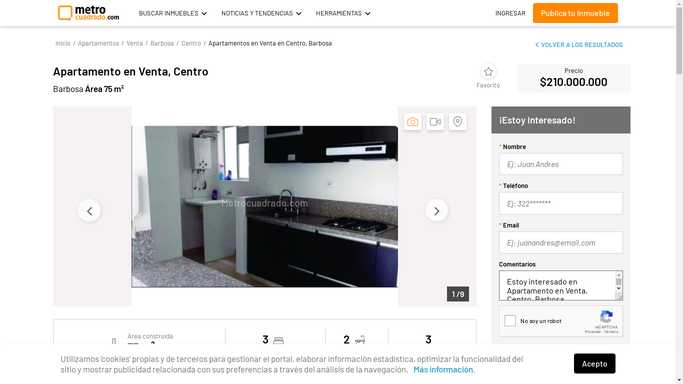 metro
cuadrado.com
BUSCAR INMUEBLES
NOTICIAS Y TENDENCIAS
HERRAMIENTAS
INGRESAR
Publica tu Inmueble
Inicio / Apartamentos / Venta / Barbosa / Centro / Apartamentos en Venta en Centro, Barbosa
VOLVER A LOS RESULTADOS
Apartamento en Venta, Centro
Barbosa Área 75 m²
Favorito
Precio
$210.000.000
Metrocuadrado.com
1 / 9
¡Estoy Interesado!
* Nombre
Ej: Juan Andres
* Teléfono
Ej: 322*******
* Email
Ej: juanandres@email.com
Comentarios
Estoy interesado en
Apartamento en Venta,
Centro, Barbosa
No soy un robot
reCAPTCHA
Privacidad - Términos
Área construida
3
2
3
Utilizamos 'cookies' propias y de terceros para gestionar el portal, elaborar información estadística, optimizar la funcionalidad del
sitio y mostrar publicidad relacionada con sus preferencias a través del análisis de la navegación. Más información.
Acepto